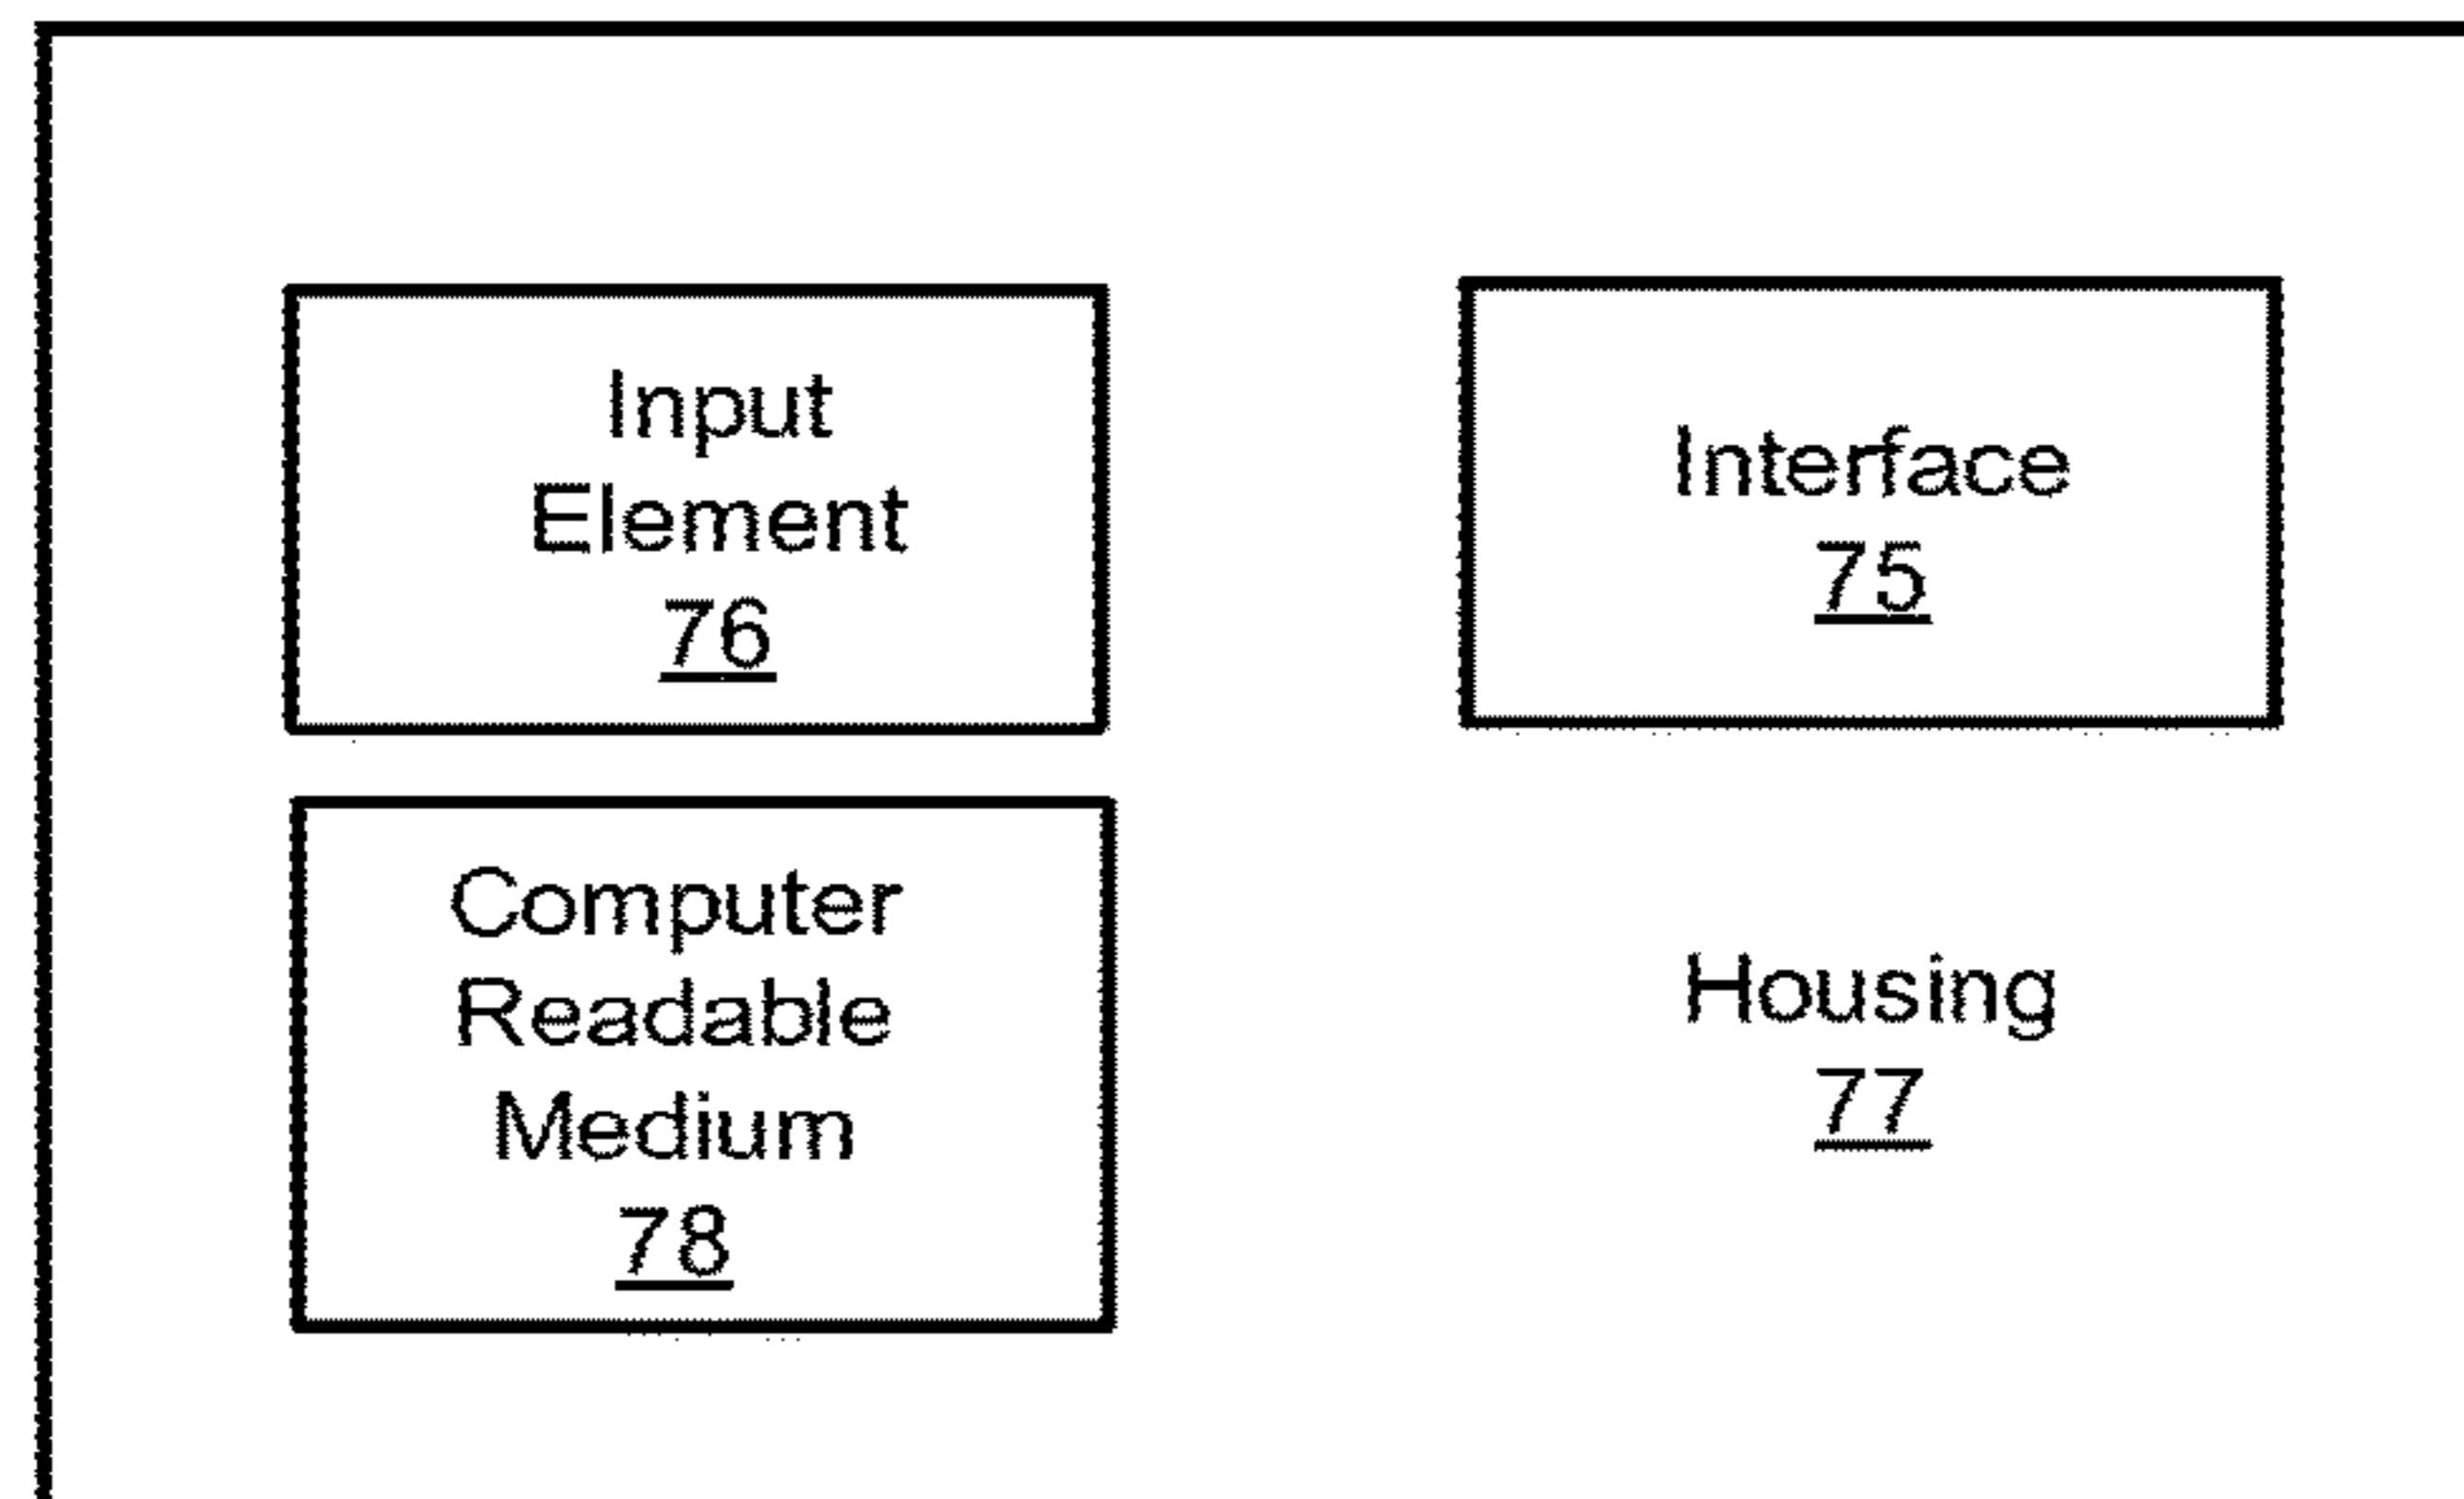 Input
Element
76
Interface
75
Computer
Readable
Medium
78
Housing
77